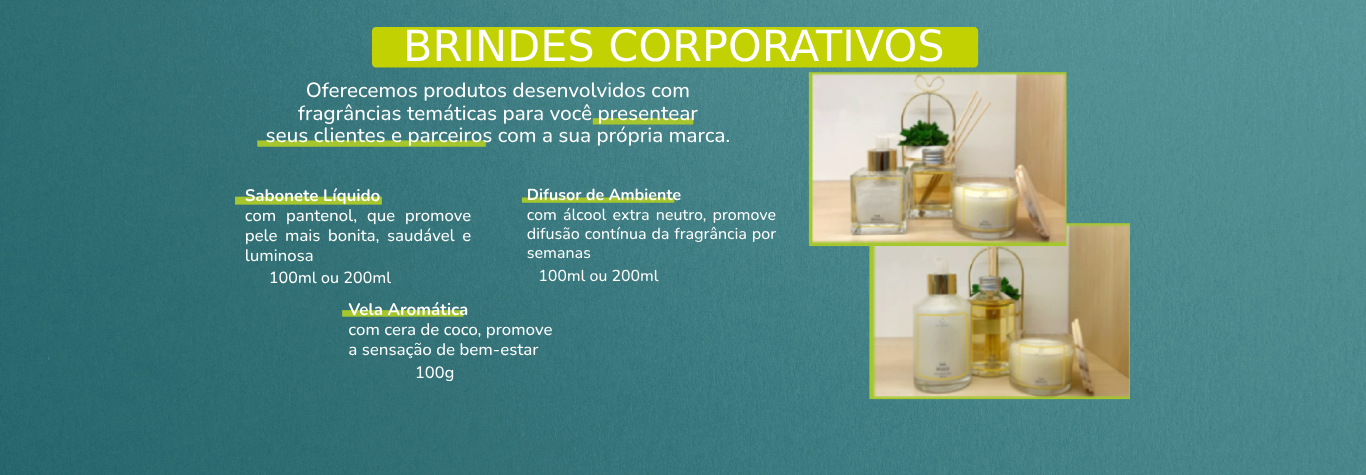 BRINDES CORPORATIVOS
Oferecemos produtos desenvolvidos com
fragrâncias temáticas para você presentear
seus clientes e parceiros com a sua própria marca.
Sabonete Líquido
com pantenol, que promove
pele mais bonita, saudável e
luminosa
100ml ou 200ml
Difusor de Ambiente
com álcool extra neutro, promove
difusão contínua da fragrância por
semanas
100ml ou 200ml
Vela Aromática
com cera de coco, promove
a sensação de bem-estar
100g